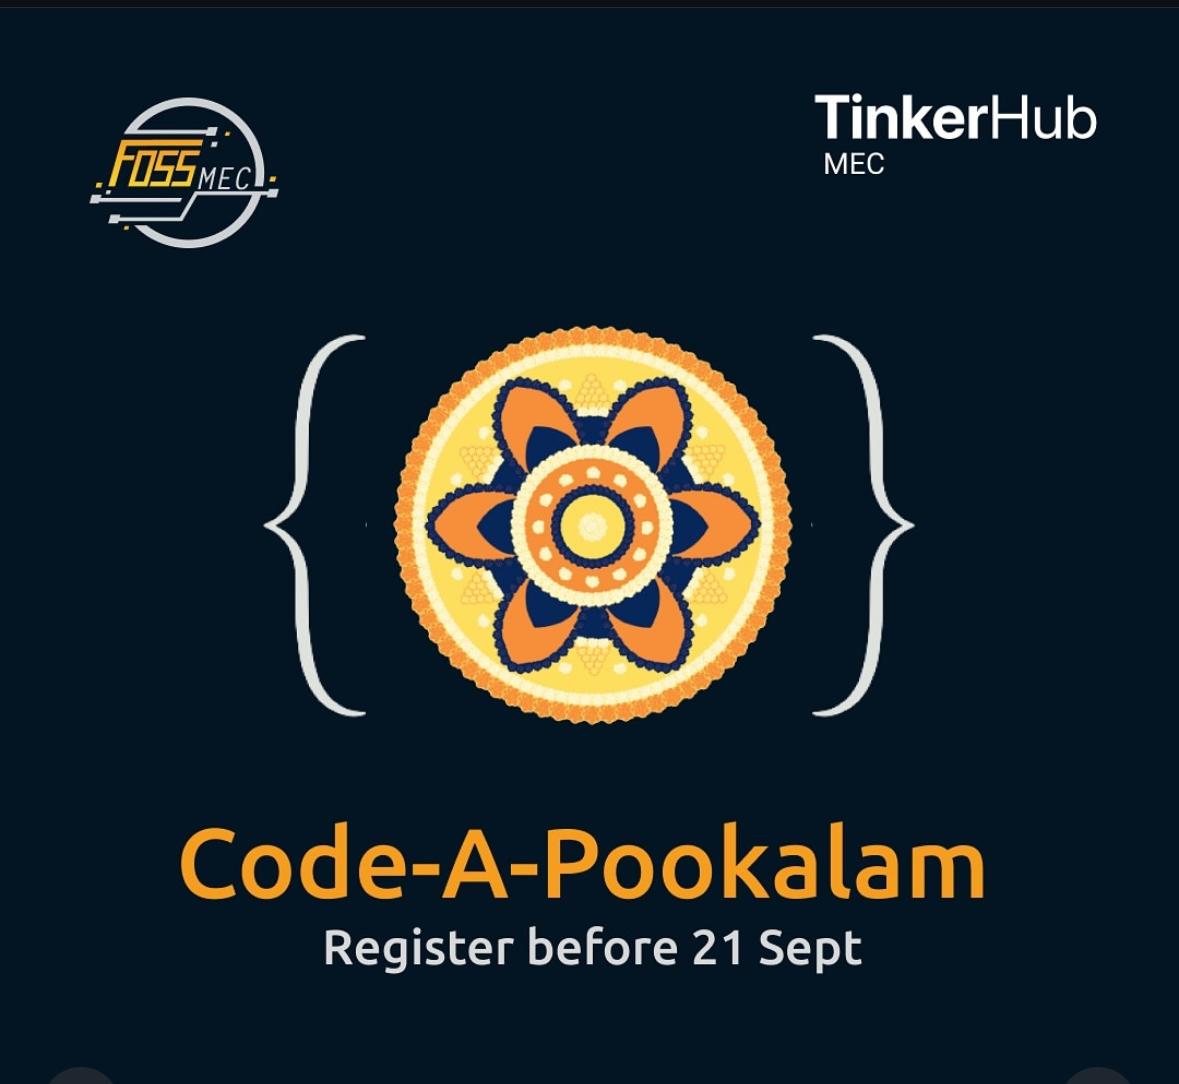 FOSS MEC
TinkerHub
MEC
Code-A-Pookalam
Register before 21 Sept